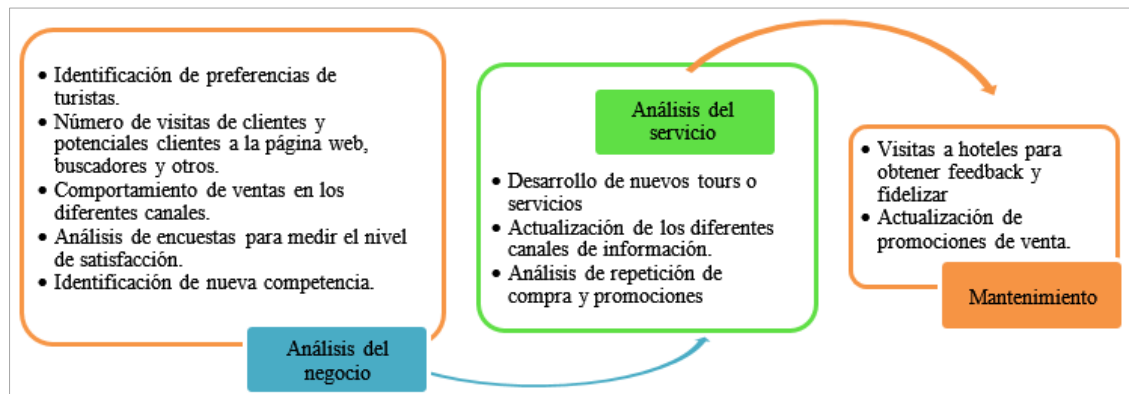 • Identificación de preferencias de
turistas.
• Número de visitas de clientes y
potenciales clientes a la página web,
buscadores y otros.
• Comportamiento de ventas en los
diferentes canales.
• Análisis de encuestas para medir el nivel
de satisfacción.
• Identificación de nueva competencia.
Análisis del
negocio
Análisis del
servicio
• Desarrollo de nuevos tours o
servicios
• Actualización de los diferentes
canales de información.
• Análisis de repetición de
compra y promociones
• Visitas a hoteles para
obtener feedback y
fidelizar
• Actualización de
promociones de venta.
Mantenimiento